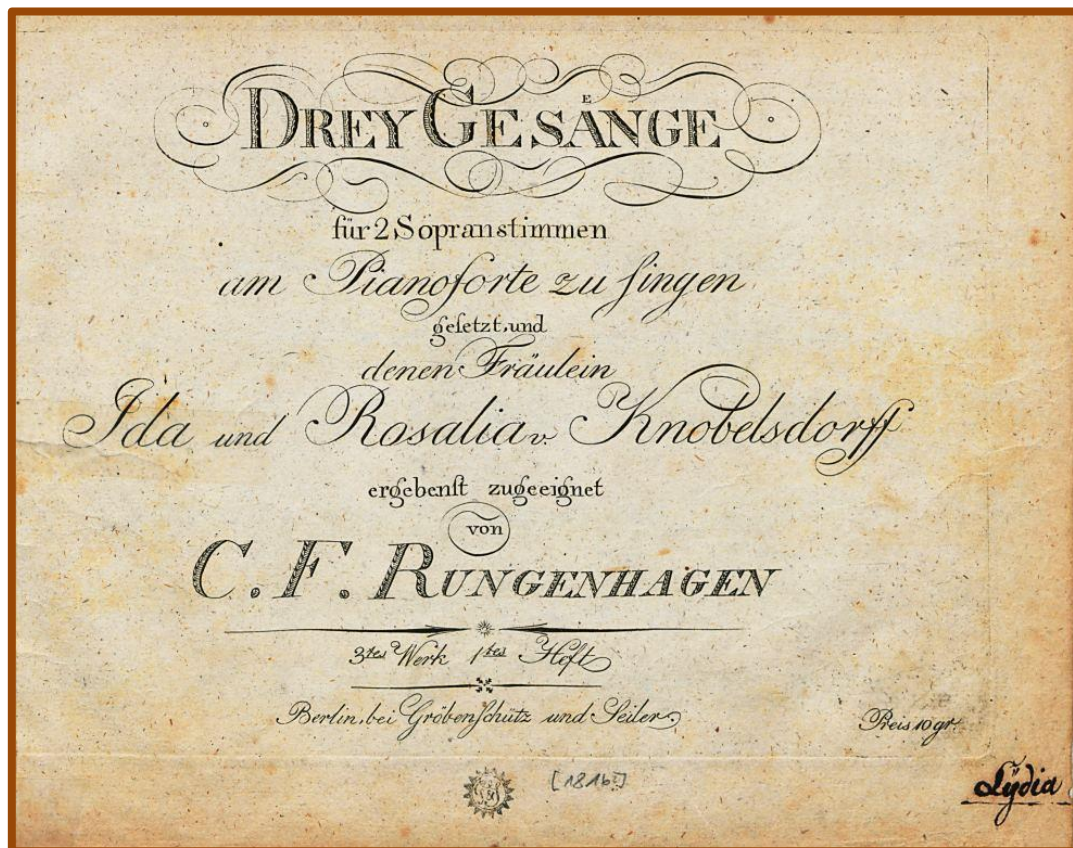 DREY GESÄNGE
für 2 Sopranstimmen
am Pianoforte zu ſingen
geſetzt, und
denen Fräulein
Ida und Rosalia v. Knobelsdorff
ergebenſt zugeeignet
von
C. F. RUNGENHAGEN
3tes Werk 1tes Heft
Berlin, bei Gröbenſchütz und Seiler.
Preis 10 gr.
[1816]
Lÿdia